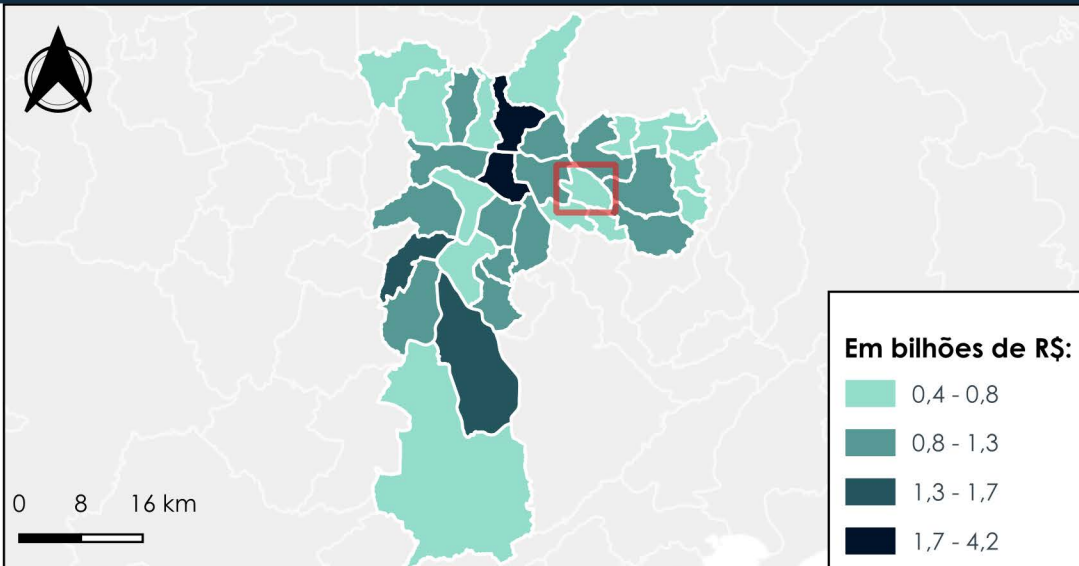 0 8 16 km
Em bilhões de R$:
0,4 - 0,8
0,8 - 1,3
1,3 - 1,7
1,7 - 4,2